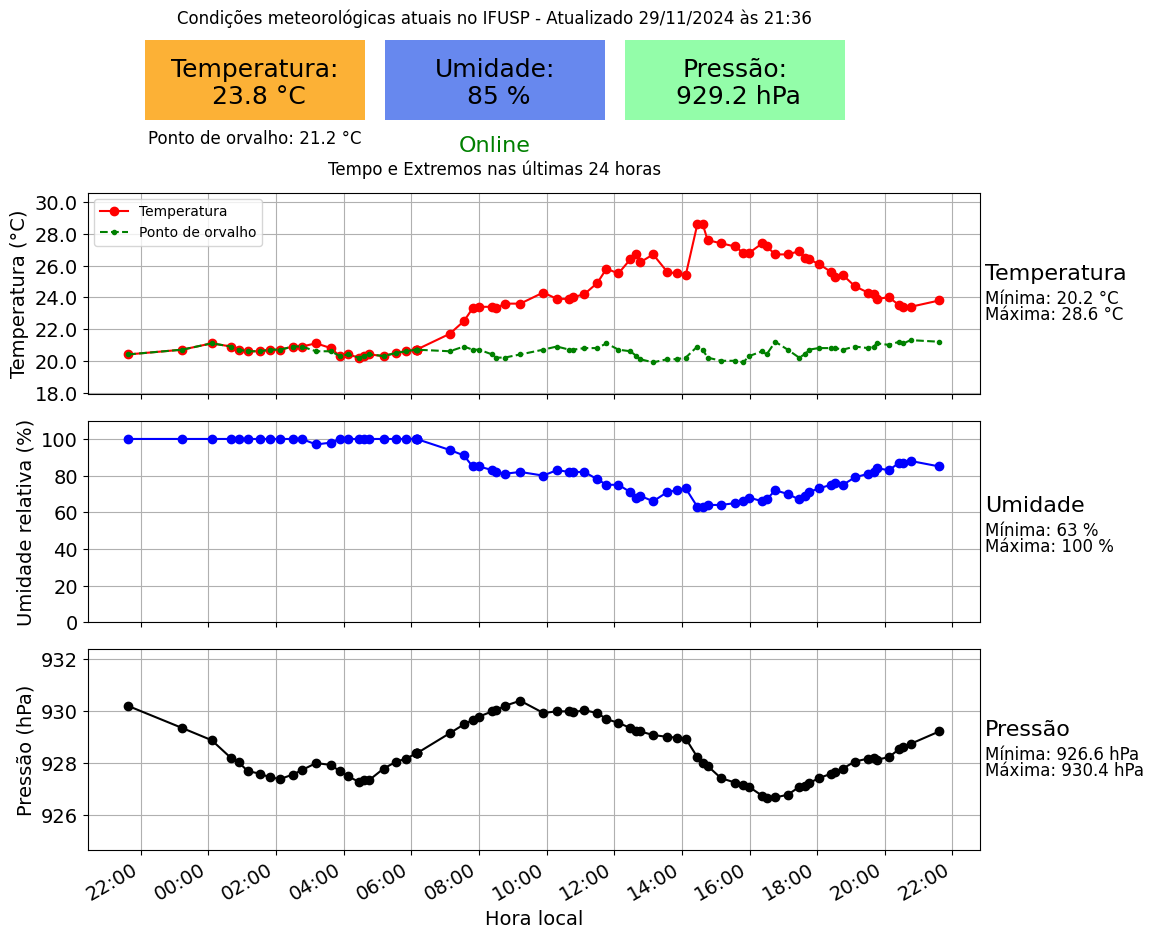 Condições meteorológicas atuais no IFUSP - Atualizado 29/11/2024 às 21:36
Temperatura:
23.8 °C
Umidade:
85 %
Pressão:
929.2 hPa
Ponto de orvalho: 21.2 °C
Online
Tempo e Extremos nas últimas 24 horas
Temperatura (°C)
30.0
28.0
26.0
24.0
22.0
20.0
18.0
Temperatura
Ponto de orvalho
Temperatura
Mínima: 20.2 °C
Máxima: 28.6 °C
Umidade relativa (%)
100
80
60
40
20
0
Umidade
Mínima: 63 %
Máxima: 100 %
Pressão (hPa)
932
930
928
926
Pressão
Mínima: 926.6 hPa
Máxima: 930.4 hPa
22:00 00:00 02:00 04:00 06:00 08:00 10:00 12:00 14:00 16:00 18:00 20:00 22:00
Hora local